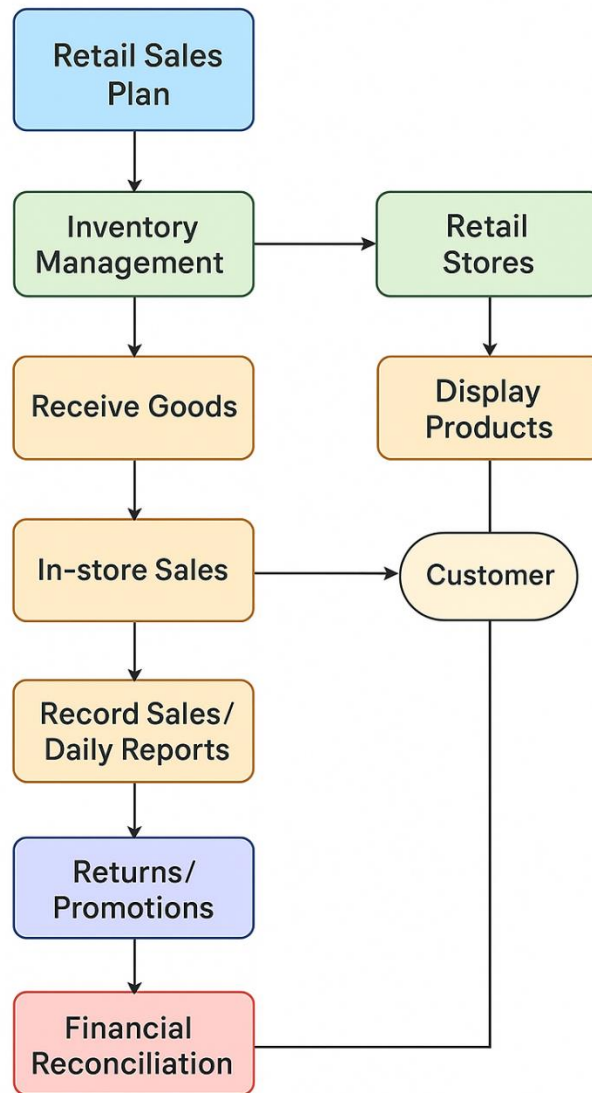 Retail Sales
Plan
Inventory
Management
Retail
Stores
Receive Goods
Display
Products
In-store Sales
Customer
Record Sales/
Daily Reports
Returns/
Promotions
Financial
Reconciliation